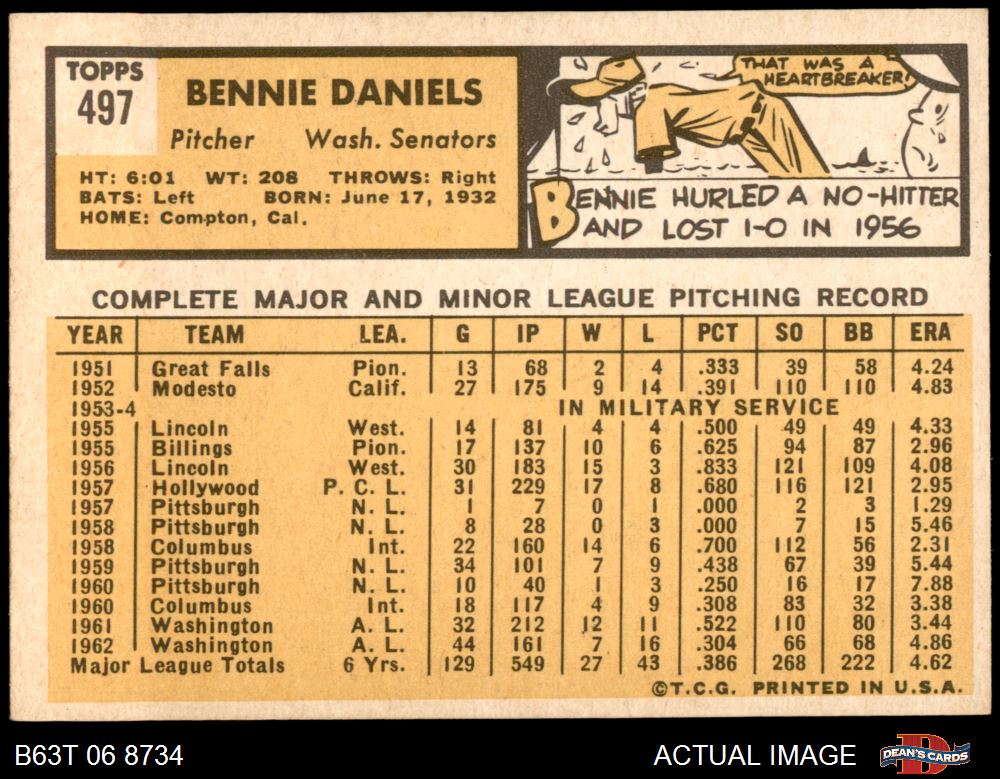 TOPPS
497
BENNIE DANIELS
Pitcher Wash. Senators
HT: 6:01 WT: 208 THROWS: Right
BATS: Left BORN: June 17, 1932
HOME: Compton, Cal.
THAT WAS A
HEARTBREAKER!
BENNIE HURLED A NO-HITTER
AND LOST 1-0 IN 1956
COMPLETE MAJOR AND MINOR LEAGUE PITCHING RECORD
YEAR TEAM LEA. G IP W L PCT SO BB ERA
1951 Great Falls Pion. 13 68 2 4 .333 39 58 4.24
1952 Modesto Calif. 27 175 9 14 .391 110 110 4.83
1953-4 IN MILITARY SERVICE
1955 Lincoln West. 14 81 4 4 .500 49 49 4.33
1955 Billings Pion. 17 137 10 6 .625 94 87 2.96
1956 Lincoln West. 30 183 15 3 .833 121 109 4.08
1957 Hollywood P. C. L. 31 229 17 8 .680 116 121 2.95
1957 Pittsburgh N. L. 1 7 0 1 .000 2 3 1.29
1958 Pittsburgh N. L. 8 28 0 3 .000 7 15 5.46
1958 Columbus Int. 22 160 14 6 .700 112 56 2.31
1959 Pittsburgh N. L. 34 101 7 9 .438 67 39 5.44
1960 Pittsburgh N. L. 10 40 1 3 .250 16 17 7.88
1960 Columbus Int. 18 117 4 9 .308 83 32 3.38
1961 Washington A. L. 32 212 12 11 .522 110 80 3.44
1962 Washington A. L. 44 161 7 16 .304 66 68 4.86
Major League Totals 6 Yrs. 129 549 27 43 .386 268 222 4.62
©T.C.G. PRINTED IN U.S.A.
B63T 06 8734 ACTUAL IMAGE DEAN'S CARDS